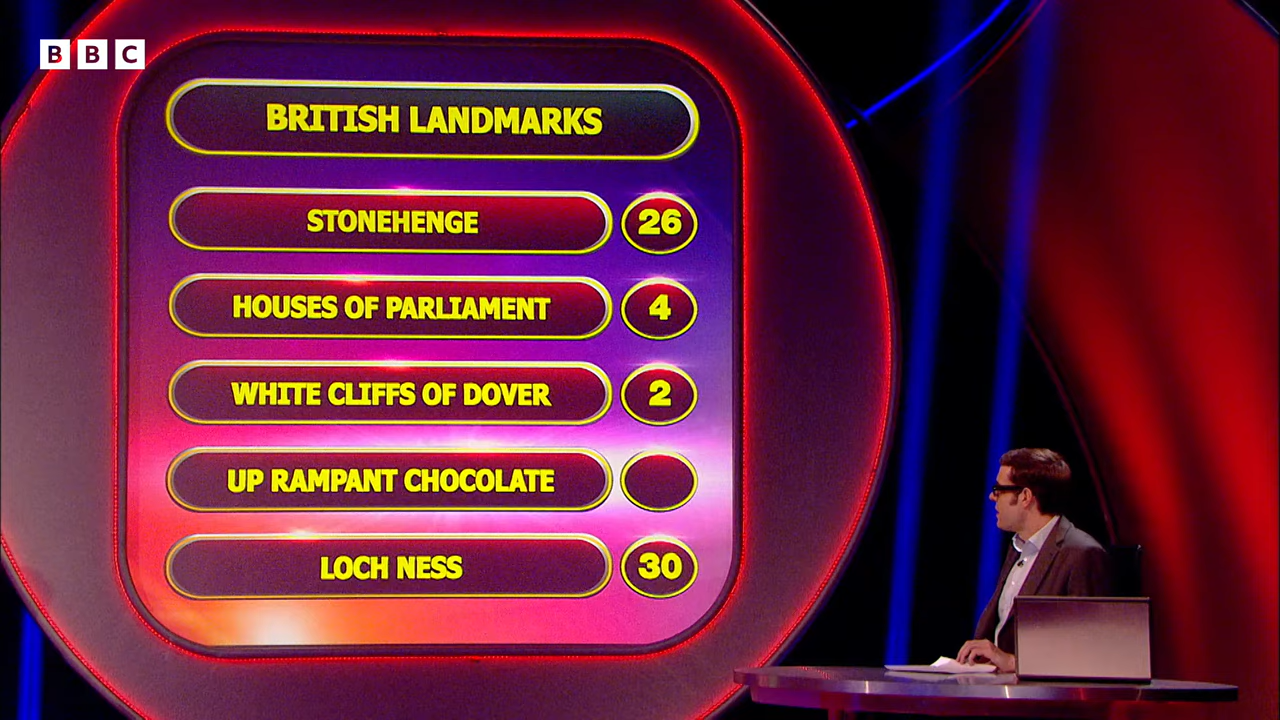 BBC
BRITISH LANDMARKS
STONEHENGE 26
HOUSES OF PARLIAMENT 4
WHITE CLIFFS OF DOVER 2
UP RAMPANT CHOCOLATE
LOCH NESS 30